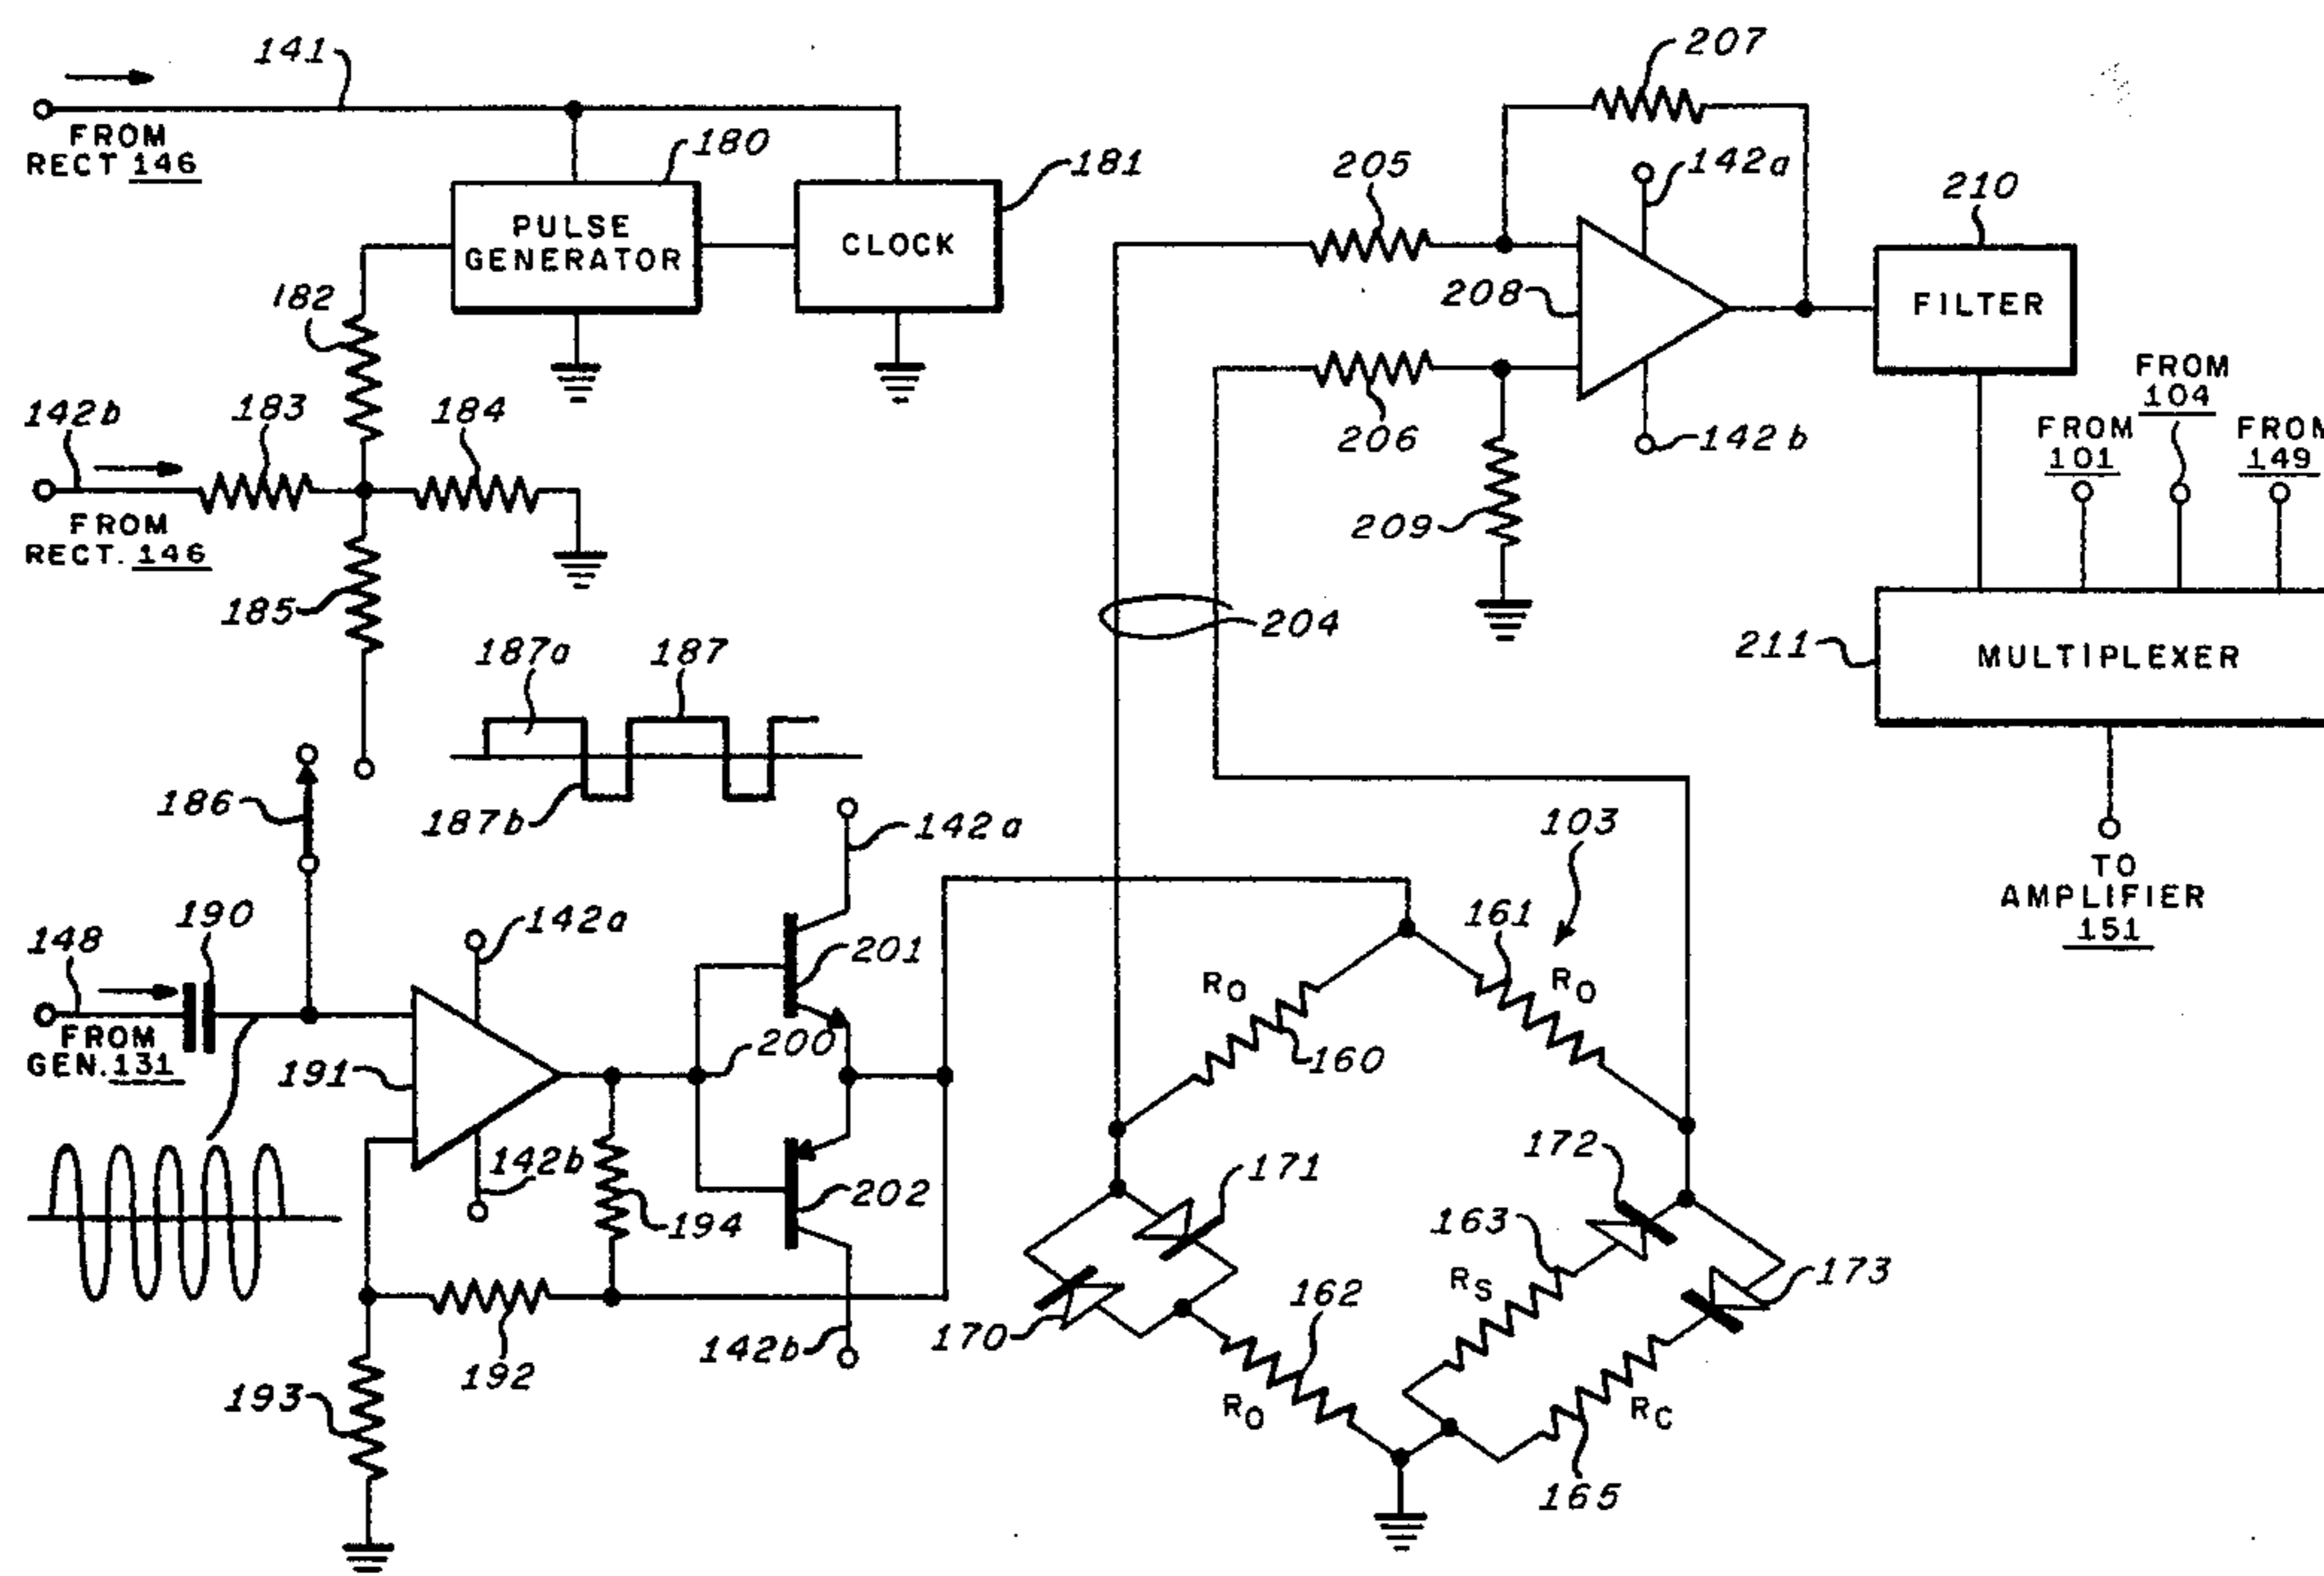 141
FROM
RECT 146
180
181
PULSE
GENERATOR
CLOCK
182
142b
183
184
FROM
RECT. 146
185
187a
187
186
187b
142a
148
190
142a
201
FROM
GEN. 131
191
200
142b
194
202
192
142b
193
207
205
142a
210
208
FILTER
206
142b
209
FROM
104
FROM
101
FROM
149
204
211
MULTIPLEXER
103
TO
AMPLIFIER
151
161
RO
RO
160
171
172
163
RS
173
170
162
RO
RC
165